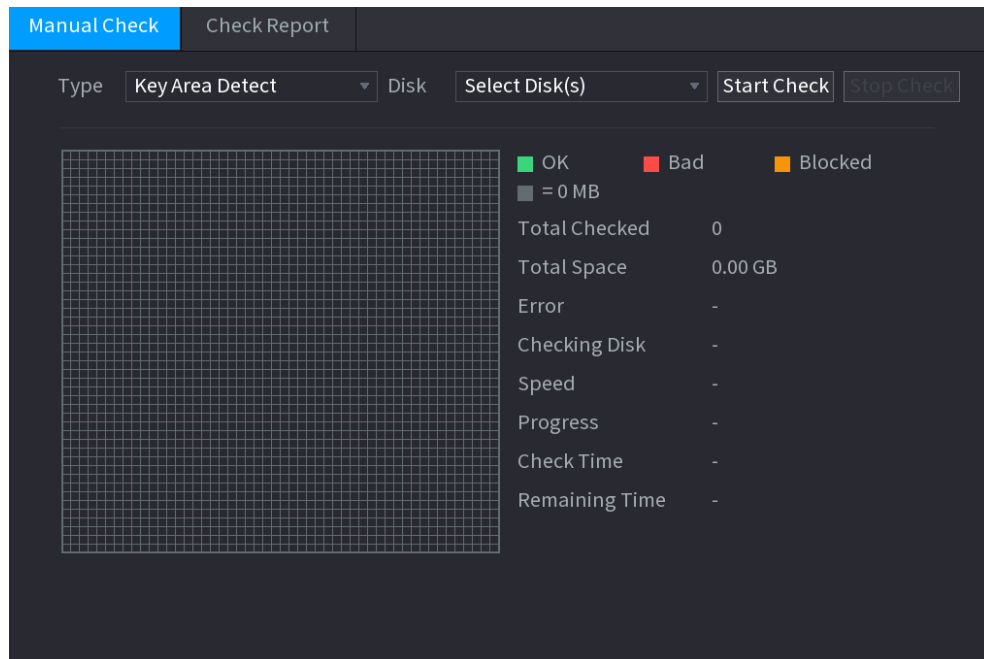 Manual Check Check Report
Type Key Area Detect Disk Select Disk(s) Start Check Stop Check
OK Bad Blocked
= 0 MB
Total Checked 0
Total Space 0.00 GB
Error -
Checking Disk -
Speed -
Progress -
Check Time -
Remaining Time -